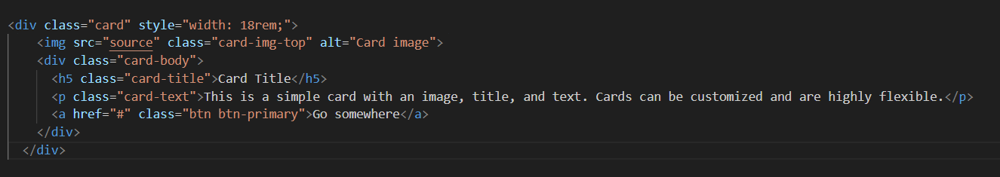 <div class="card" style="width: 18rem;">
<img src="source" class="card-img-top" alt="Card image">
<div class="card-body">
<h5 class="card-title">Card Title</h5>
<p class="card-text">This is a simple card with an image, title, and text. Cards can be customized and are highly flexible.</p>
<a href="#" class="btn btn-primary">Go somewhere</a>
</div>
</div>